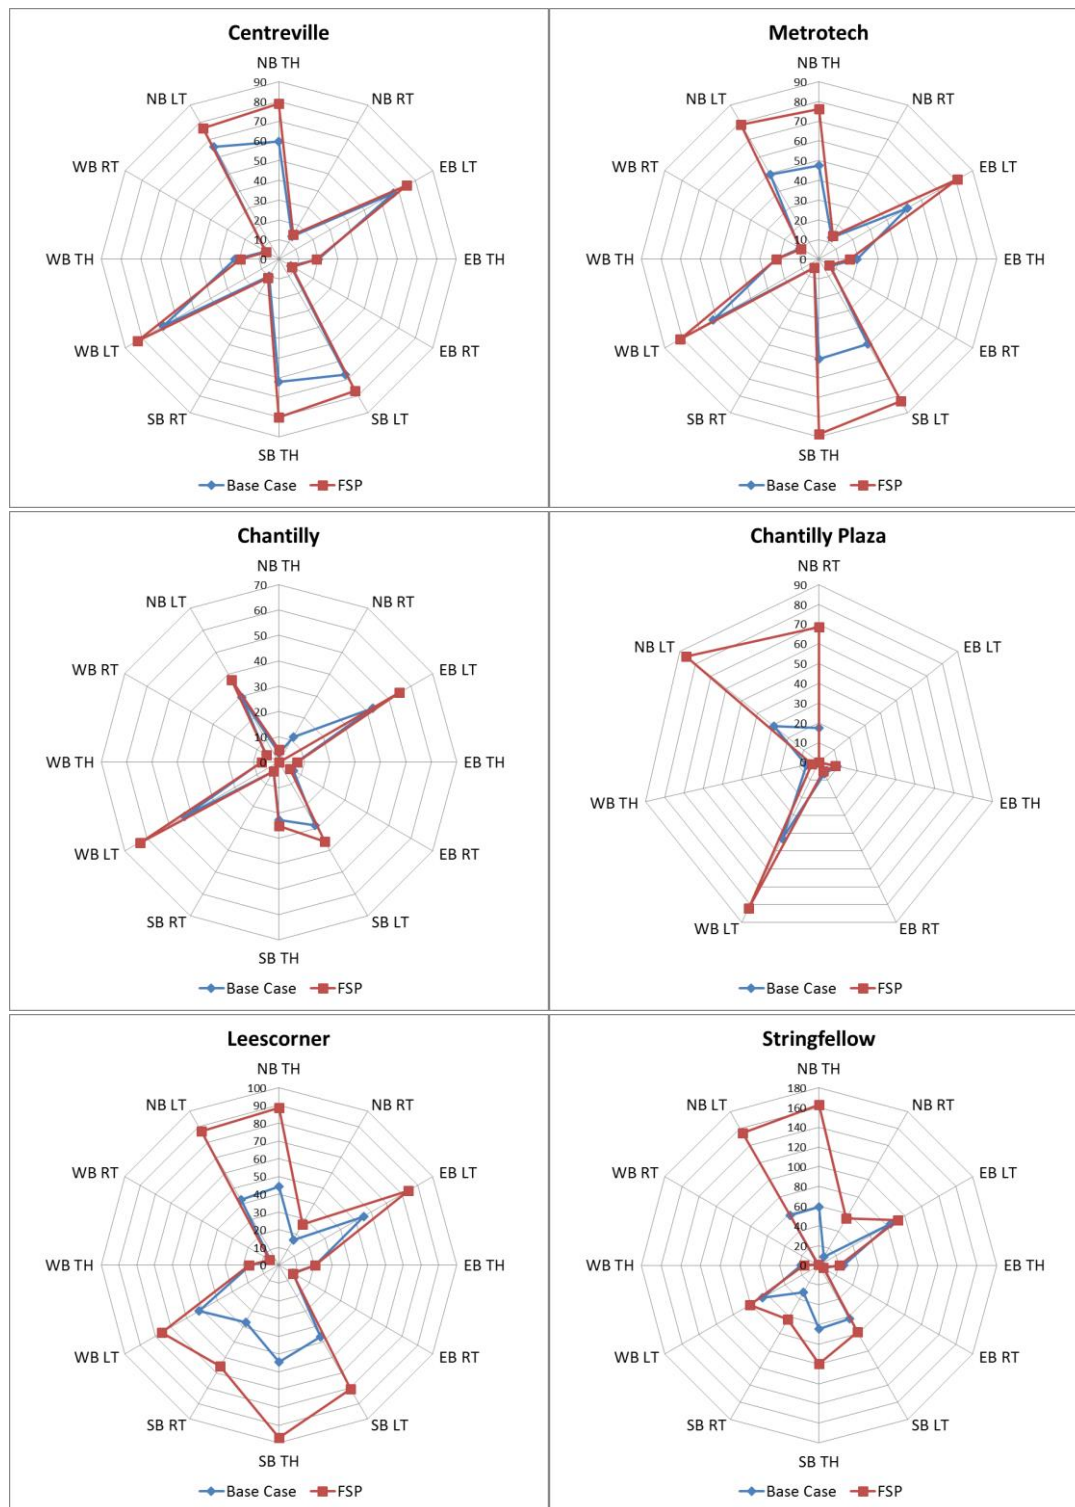 Centreville
NB TH
NB LT
NB RT
WB RT
EB LT
WB TH
EB TH
WB LT
EB RT
SB RT
SB LT
SB TH
90
80
70
60
50
40
30
20
10
0
Base Case FSP
Metrotech
NB TH
NB LT
NB RT
WB RT
EB LT
WB TH
EB TH
WB LT
EB RT
SB RT
SB LT
SB TH
90
80
70
60
50
40
30
20
10
0
Base Case FSP
Chantilly
NB TH
NB LT
NB RT
WB RT
EB LT
WB TH
EB TH
WB LT
EB RT
SB RT
SB LT
SB TH
70
60
50
40
30
20
10
0
Base Case FSP
Chantilly Plaza
NB RT
NB LT
EB LT
WB TH
EB TH
WB LT
EB RT
90
80
70
60
50
40
30
20
10
0
Base Case FSP
Leescorner
NB TH
NB LT
NB RT
WB RT
EB LT
WB TH
EB TH
WB LT
EB RT
SB RT
SB LT
SB TH
100
90
80
70
60
50
40
30
20
10
0
Base Case FSP
Stringfellow
NB TH
NB LT
NB RT
WB RT
EB LT
WB TH
EB TH
WB LT
EB RT
SB RT
SB LT
SB TH
180
160
140
120
100
80
60
40
20
0
Base Case FSP